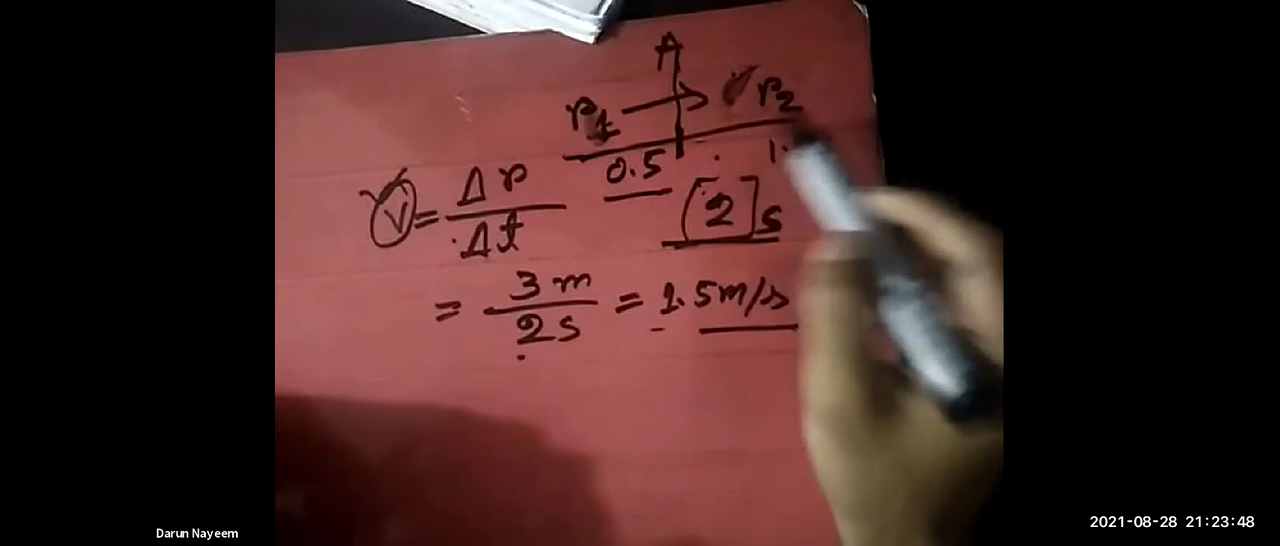 A
r₁ → r₂
0.5 1.
V = Δr/Δt [2]s
= 3m/2s = 1.5m/s
Darun Nayeem
2021-08-28 21:23:48